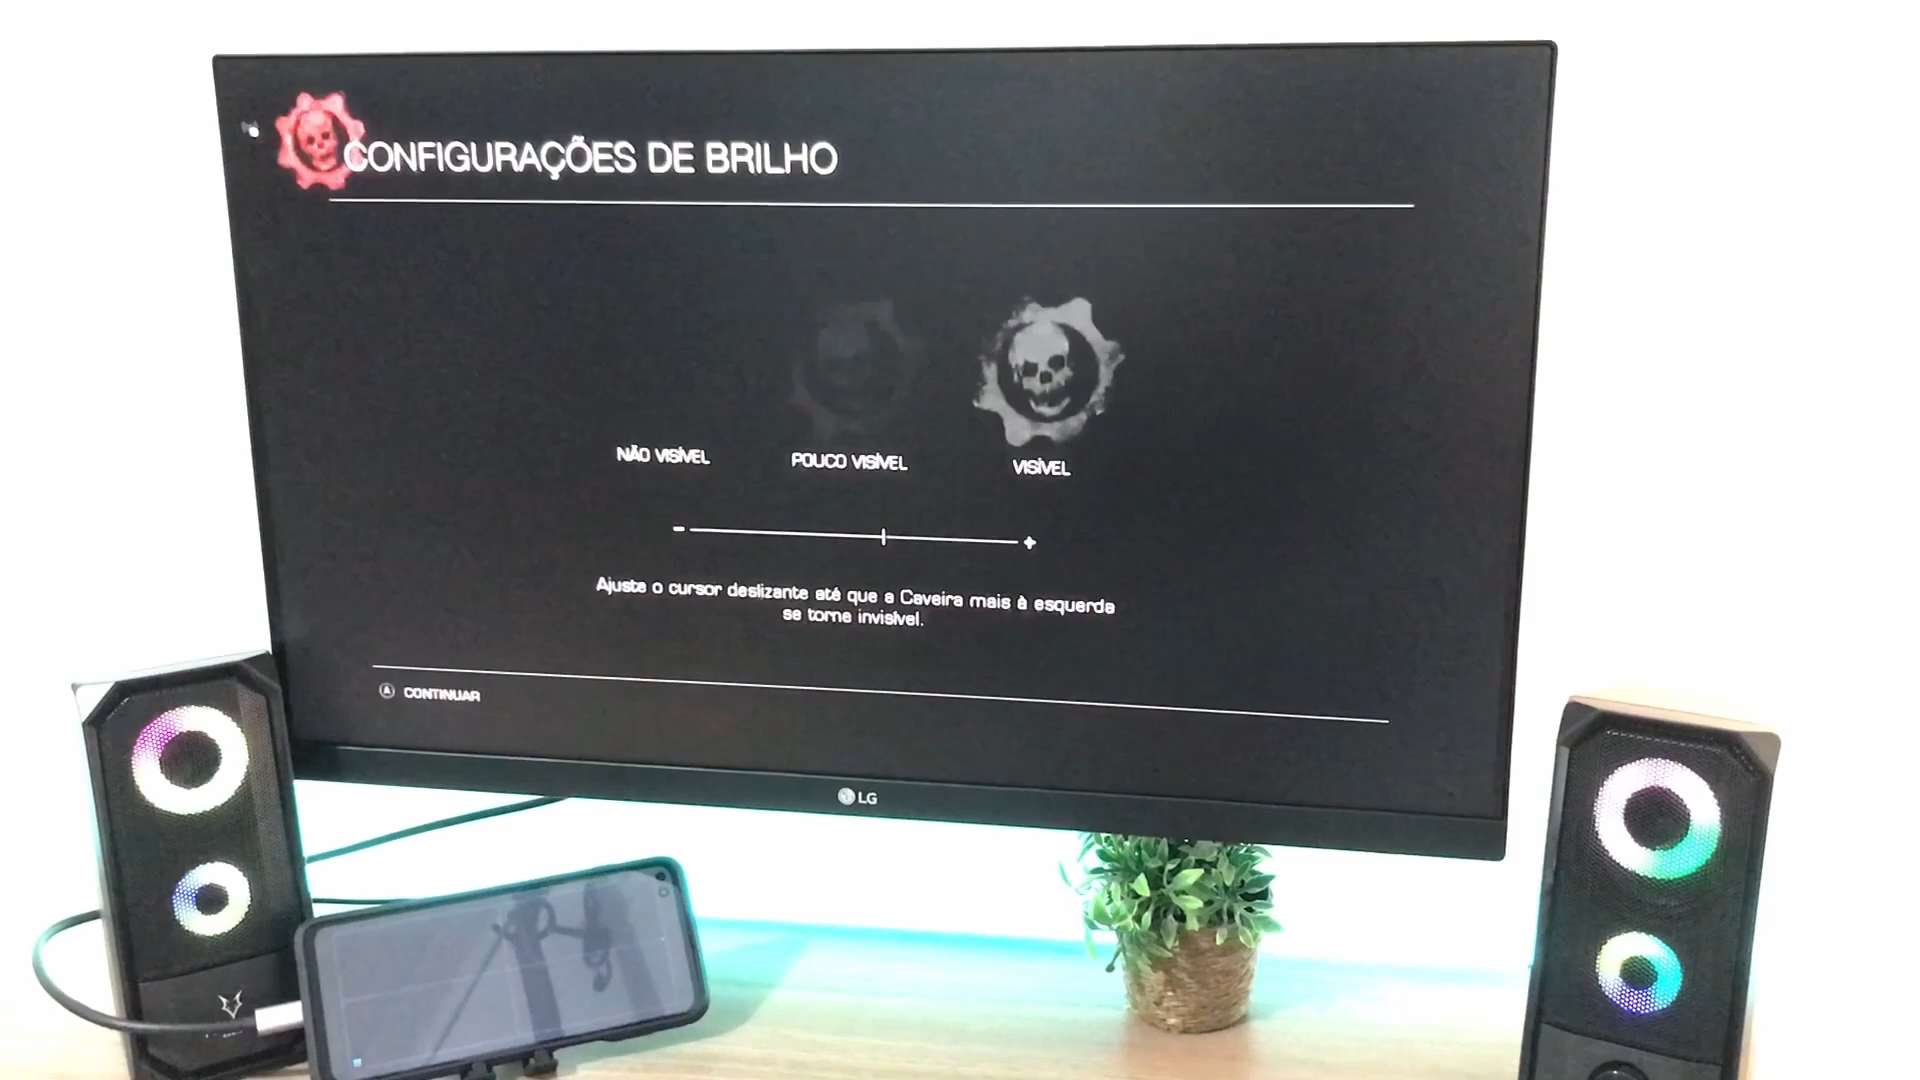 CONFIGURAÇÕES DE BRILHO
NÃO VISÍVEL
POUCO VISÍVEL
VISÍVEL
- +
Ajuste o cursor deslizante até que a Caveira mais à esquerda
se torne invisível.
A CONTINUAR
LG